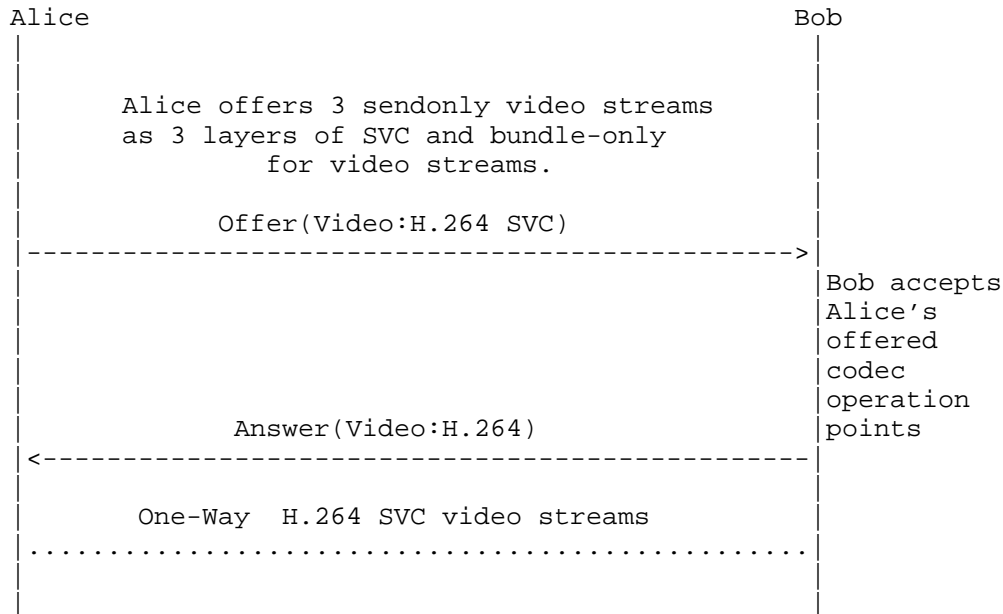 Alice Bob
Alice offers 3 sendonly video streams
as 3 layers of SVC and bundle-only
for video streams.
Offer(Video:H.264 SVC)
Bob accepts
Alice's
offered
codec
operation
Answer(Video:H.264) points
One-Way H.264 SVC video streams